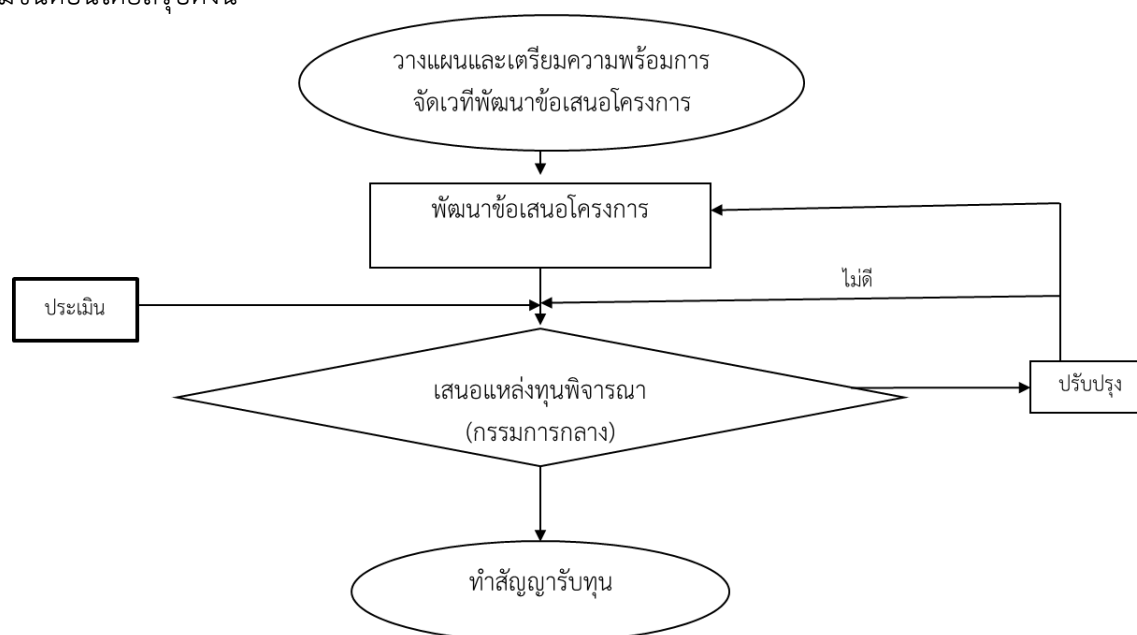 วางแผนและเตรียมความพร้อมการ
จัดเวทีพัฒนาข้อเสนอโครงการ
พัฒนาข้อเสนอโครงการ
ไม่ดี
ประเมิน
เสนอแหล่งทุนพิจารณา
(กรรมการกลาง)
ปรับปรุง
ทำสัญญารับทุน